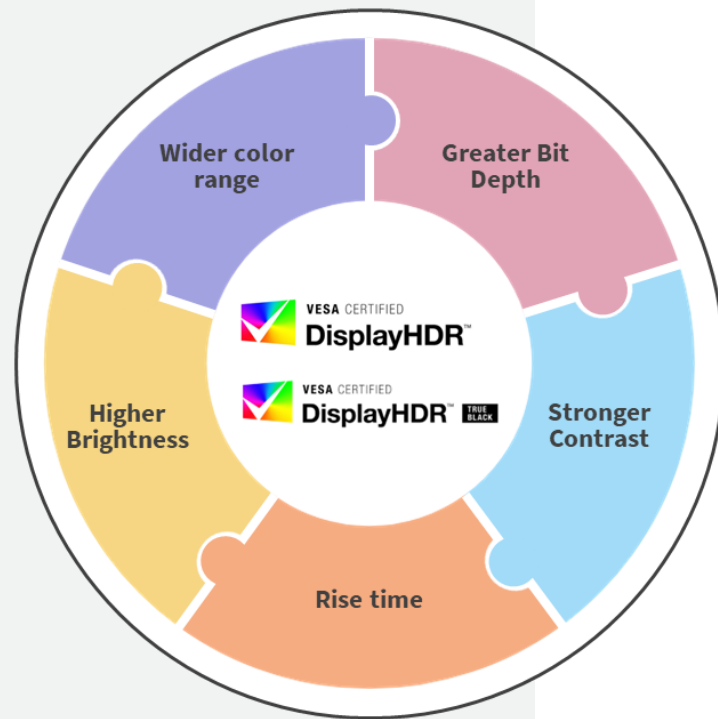 Wider color
range
Greater Bit
Depth
VESA CERTIFIED
DisplayHDR™
VESA CERTIFIED
DisplayHDR™ TRUE
BLACK
Higher
Brightness
Stronger
Contrast
Rise time